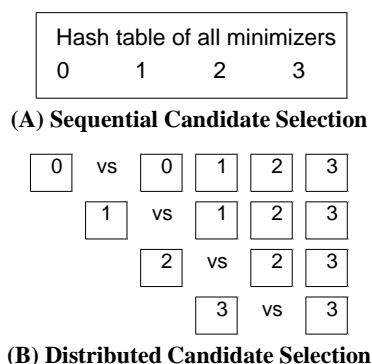 Hash table of all minimizers
0 1 2 3
(A) Sequential Candidate Selection
0 vs 0 1 2 3
1 vs 1 2 3
2 vs 2 3
3 vs 3
(B) Distributed Candidate Selection